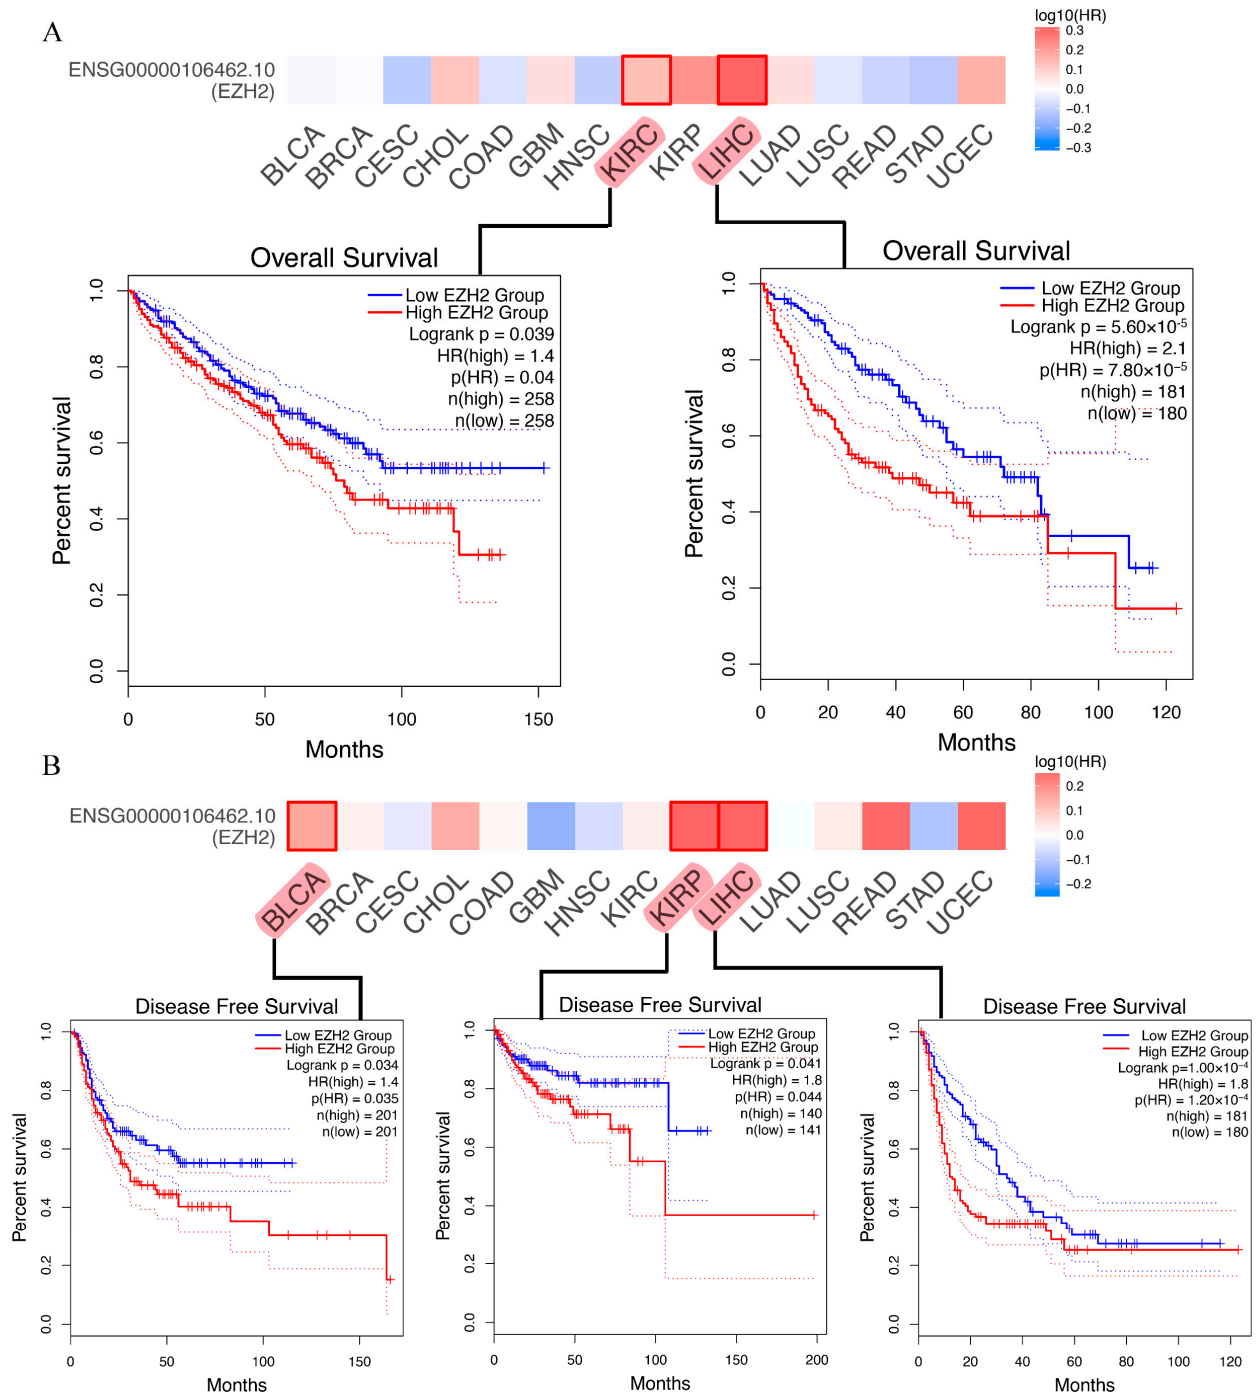 A
log10(HR)
0.3
0.2
0.1
0.0
-0.1
-0.2
-0.3
ENSG00000106462.10
(EZH2)
BLCA
BRCA
CESC
CHOL
COAD
GBM
HNSC
KIRC
KIRP
LIHC
LUAD
LUSC
READ
STAD
UCEC
Overall Survival
Low EZH2 Group
High EZH2 Group
Logrank p = 0.039
HR(high) = 1.4
p(HR) = 0.04
n(high) = 258
n(low) = 258
Percent survival
1.0
0.8
0.6
0.4
0.2
0.0
0
50
100
150
Months
Overall Survival
Low EZH2 Group
High EZH2 Group
Logrank p = 5.60×10⁻⁵
HR(high) = 2.1
p(HR) = 7.80×10⁻⁵
n(high) = 181
n(low) = 180
Percent survival
1.0
0.8
0.6
0.4
0.2
0.0
0
20
40
60
80
100
120
Months
B
log10(HR)
0.2
0.1
0.0
-0.1
-0.2
ENSG00000106462.10
(EZH2)
BLCA
BRCA
CESC
CHOL
COAD
GBM
HNSC
KIRC
KIRP
LIHC
LUAD
LUSC
READ
STAD
UCEC
Disease Free Survival
Low EZH2 Group
High EZH2 Group
Logrank p = 0.034
HR(high) = 1.4
p(HR) = 0.035
n(high) = 201
n(low) = 201
Percent survival
1.0
0.8
0.6
0.4
0.2
0.0
0
50
100
150
Months
Disease Free Survival
Low EZH2 Group
High EZH2 Group
Logrank p = 0.041
HR(high) = 1.8
p(HR) = 0.044
n(high) = 140
n(low) = 141
Percent survival
1.0
0.8
0.6
0.4
0.2
0.0
0
50
100
150
200
Months
Disease Free Survival
Low EZH2 Group
High EZH2 Group
Logrank p=1.00×10⁻⁴
HR(high) = 1.8
p(HR) = 1.20×10⁻⁴
n(high) = 181
n(low) = 180
Percent survival
1.0
0.8
0.6
0.4
0.2
0.0
0
20
40
60
80
100
120
Months